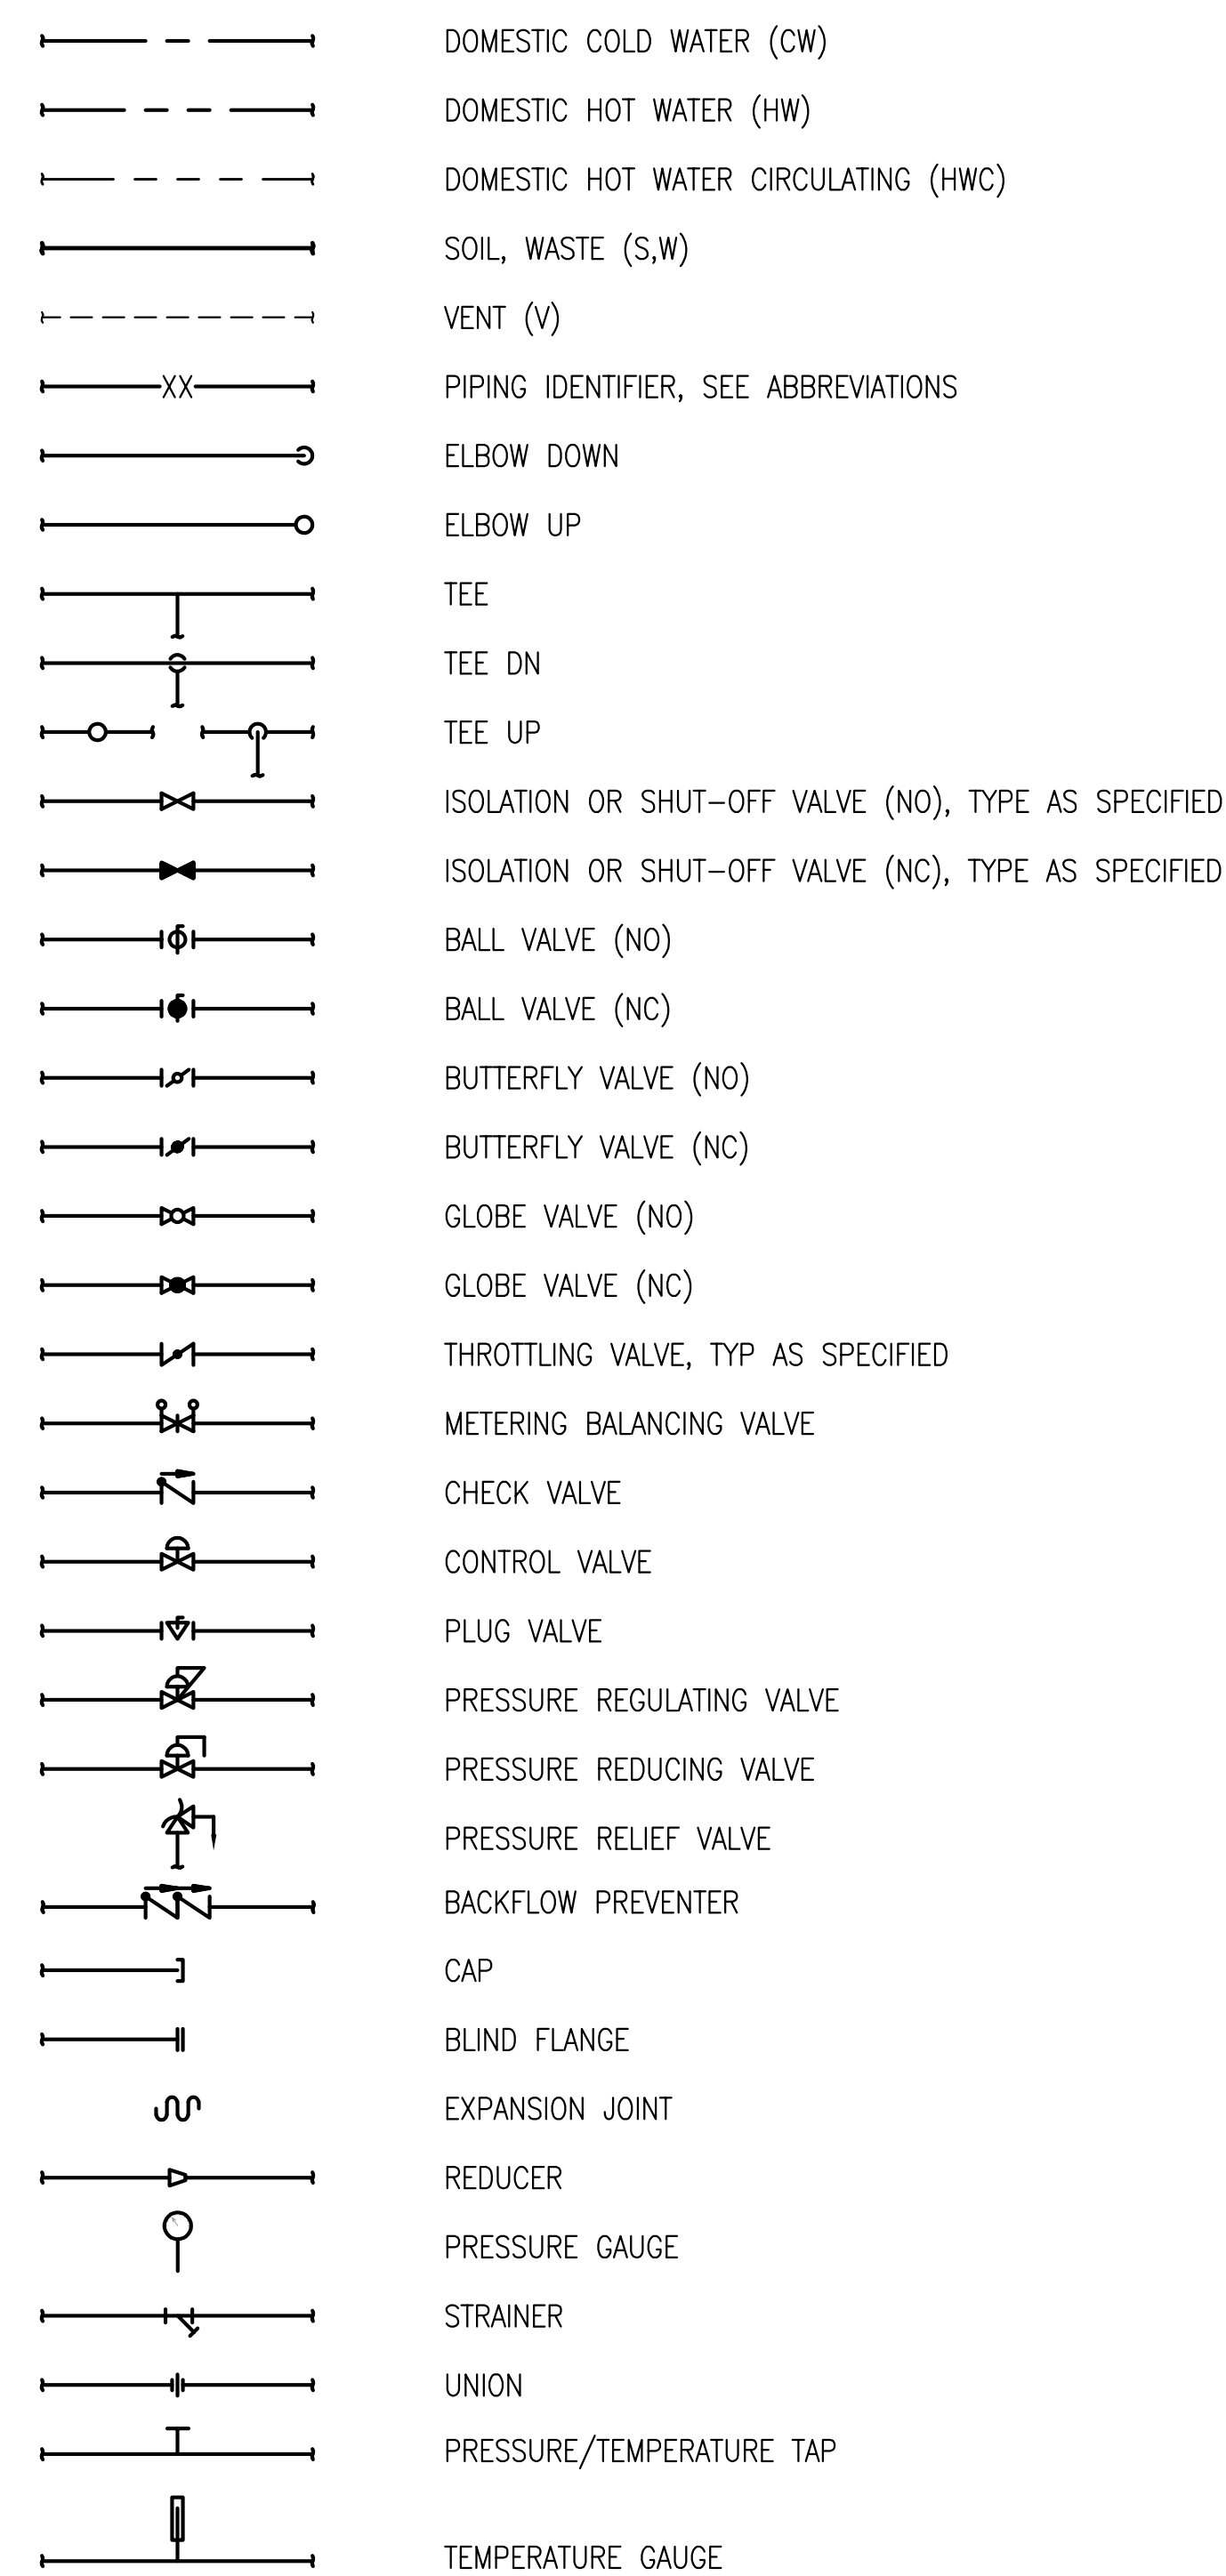 DOMESTIC COLD WATER (CW)
DOMESTIC HOT WATER (HW)
DOMESTIC HOT WATER CIRCULATING (HWC)
SOIL, WASTE (S,W)
VENT (V)
XX PIPING IDENTIFIER, SEE ABBREVIATIONS
ELBOW DOWN
ELBOW UP
TEE
TEE DN
TEE UP
ISOLATION OR SHUT-OFF VALVE (NO), TYPE AS SPECIFIED
ISOLATION OR SHUT-OFF VALVE (NC), TYPE AS SPECIFIED
BALL VALVE (NO)
BALL VALVE (NC)
BUTTERFLY VALVE (NO)
BUTTERFLY VALVE (NC)
GLOBE VALVE (NO)
GLOBE VALVE (NC)
THROTTLING VALVE, TYP AS SPECIFIED
METERING BALANCING VALVE
CHECK VALVE
CONTROL VALVE
PLUG VALVE
PRESSURE REGULATING VALVE
PRESSURE REDUCING VALVE
PRESSURE RELIEF VALVE
BACKFLOW PREVENTER
CAP
BLIND FLANGE
EXPANSION JOINT
REDUCER
PRESSURE GAUGE
STRAINER
UNION
PRESSURE/TEMPERATURE TAP
TEMPERATURE GAUGE